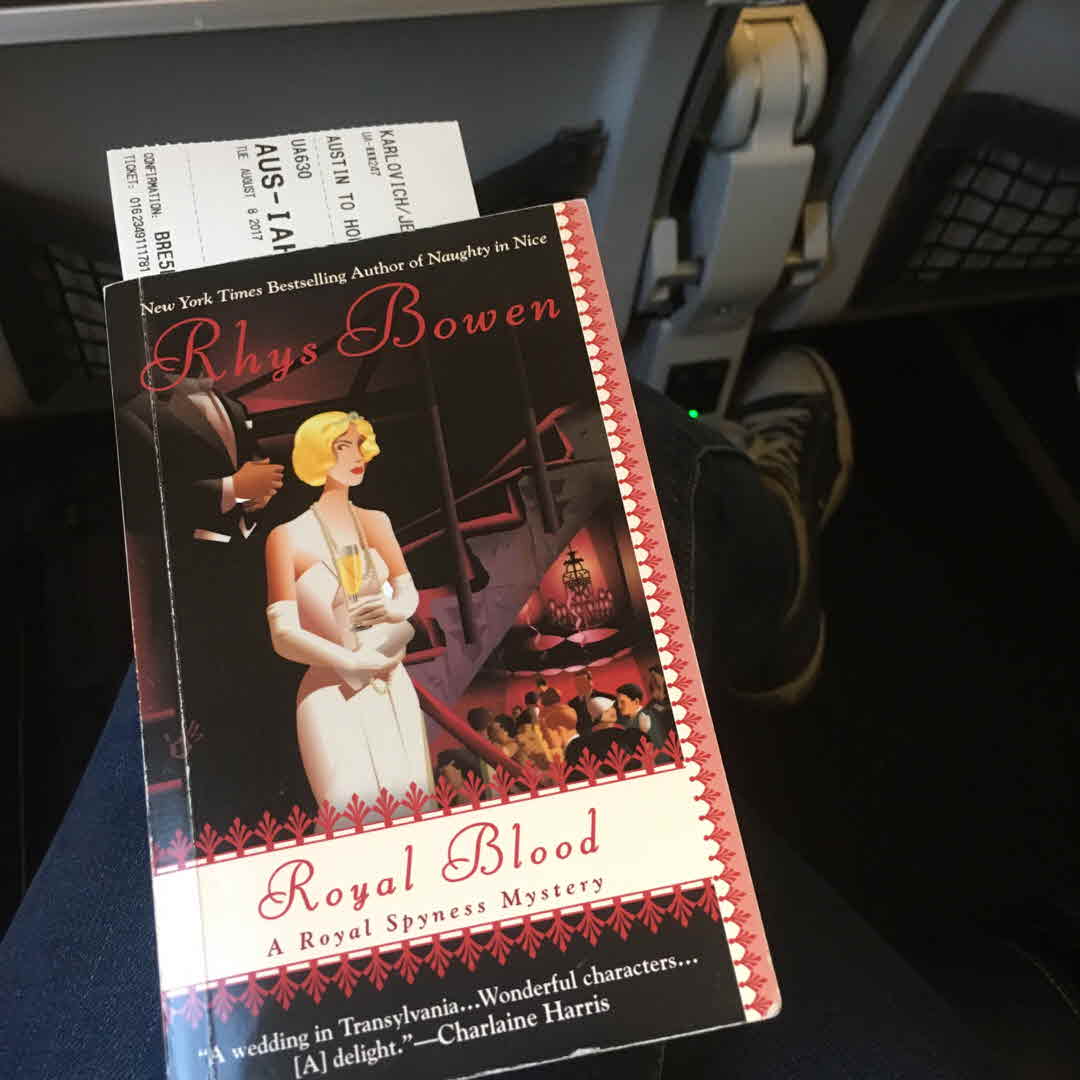 KARLOVICH/JE
AUSTIN TO HO
UA630
AUS-IAH
TUE AUGUST 8 2017
CONFIRMATION: BRE5
TICKET: 0162349111781
New York Times Bestselling Author of Naughty in Nice
Rhys Bowen
Royal Blood
A Royal Spyness Mystery
"A wedding in Transylvania...Wonderful characters...
[A] delight."—Charlaine Harris